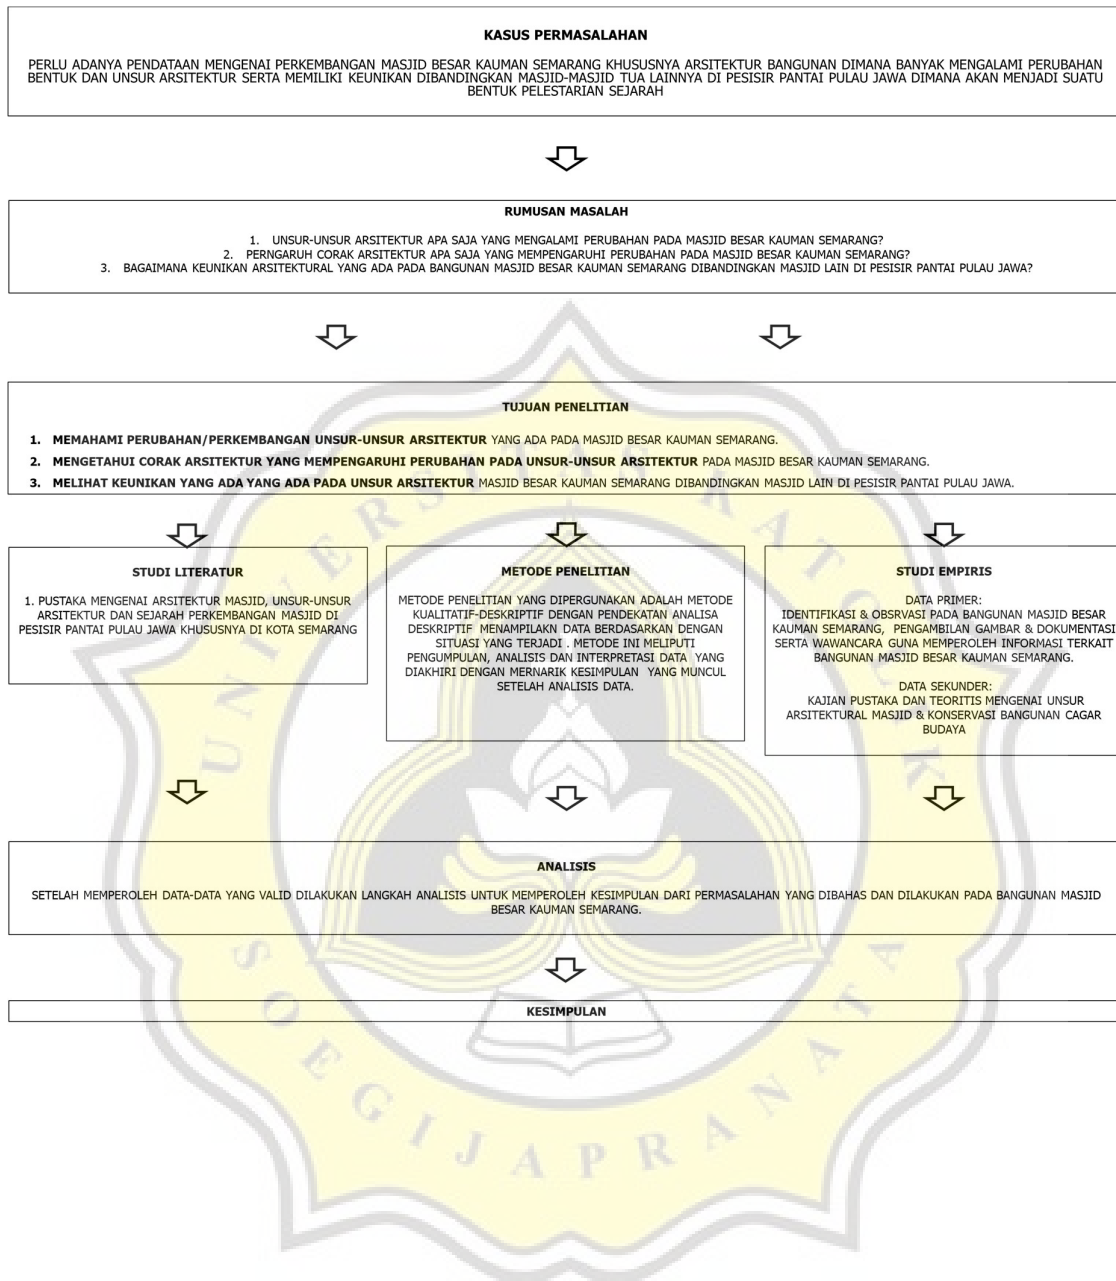 KASUS PERMASALAHAN
PERLU ADANYA PENDATAAN MENGENAI PERKEMBANGAN MASJID BESAR KAUMAN SEMARANG KHUSUSNYA ARSITEKTUR BANGUNAN DIMANA BANYAK MENGALAMI PERUBAHAN
BENTUK DAN UNSUR ARSITEKTUR SERTA MEMILIKI KEUNIKAN DIBANDINGKAN MASJID-MASJID TUA LAINNYA DI PESISIR PANTAI PULAU JAWA DIMANA AKAN MENJADI SUATU
BENTUK PELESTARIAN SEJARAH
RUMUSAN MASALAH
1. UNSUR-UNSUR ARSITEKTUR APA SAJA YANG MENGALAMI PERUBAHAN PADA MASJID BESAR KAUMAN SEMARANG?
2. PERNGARUH CORAK ARSITEKTUR APA SAJA YANG MEMPENGARUHI PERUBAHAN PADA MASJID BESAR KAUMAN SEMARANG?
3. BAGAIMANA KEUNIKAN ARSITEKTURAL YANG ADA PADA BANGUNAN MASJID BESAR KAUMAN SEMARANG DIBANDINGKAN MASJID LAIN DI PESISIR PANTAI PULAU JAWA?
TUJUAN PENELITIAN
1. MEMAHAMI PERUBAHAN/PERKEMBANGAN UNSUR-UNSUR ARSITEKTUR YANG ADA PADA MASJID BESAR KAUMAN SEMARANG.
2. MENGETAHUI CORAK ARSITEKTUR YANG MEMPENGARUHI PERUBAHAN PADA UNSUR-UNSUR ARSITEKTUR PADA MASJID BESAR KAUMAN SEMARANG.
3. MELIHAT KEUNIKAN YANG ADA YANG ADA PADA UNSUR ARSITEKTUR MASJID BESAR KAUMAN SEMARANG DIBANDINGKAN MASJID LAIN DI PESISIR PANTAI PULAU JAWA.
STUDI LITERATUR
1. PUSTAKA MENGENAI ARSITEKTUR MASJID, UNSUR-UNSUR
ARSITEKTUR DAN SEJARAH PERKEMBANGAN MASJID DI
PESISIR PANTAI PULAU JAWA KHUSUSNYA DI KOTA SEMARANG
METODE PENELITIAN
METODE PENELITIAN YANG DIPERGUNAKAN ADALAH METODE
KUALITATIF-DESKRIPTIF DENGAN PENDEKATAN ANALISA
DESKRIPTIF MENAMPILAKN DATA BERDASARKAN DENGAN
SITUASI YANG TERJADI . METODE INI MELIPUTI
PENGUMPULAN, ANALISIS DAN INTERPRETASI DATA YANG
DIAKHIRI DENGAN MERNARIK KESIMPULAN YANG MUNCUL
SETELAH ANALISIS DATA.
STUDI EMPIRIS
DATA PRIMER:
IDENTIFIKASI & OBSRVASI PADA BANGUNAN MASJID BESAR
KAUMAN SEMARANG, PENGAMBILAN GAMBAR & DOKUMENTASI
SERTA WAWANCARA GUNA MEMPEROLEH INFORMASI TERKAIT
BANGUNAN MASJID BESAR KAUMAN SEMARANG.
DATA SEKUNDER:
KAJIAN PUSTAKA DAN TEORITIS MENGENAI UNSUR
ARSITEKTURAL MASJID & KONSERVASI BANGUNAN CAGAR
BUDAYA
ANALISIS
SETELAH MEMPEROLEH DATA-DATA YANG VALID DILAKUKAN LANGKAH ANALISIS UNTUK MEMPEROLEH KESIMPULAN DARI PERMASALAHAN YANG DIBAHAS DAN DILAKUKAN PADA BANGUNAN MASJID
BESAR KAUMAN SEMARANG.
KESIMPULAN
UNIVERSITAS KATOLIK
SOEGIJAPRANATA